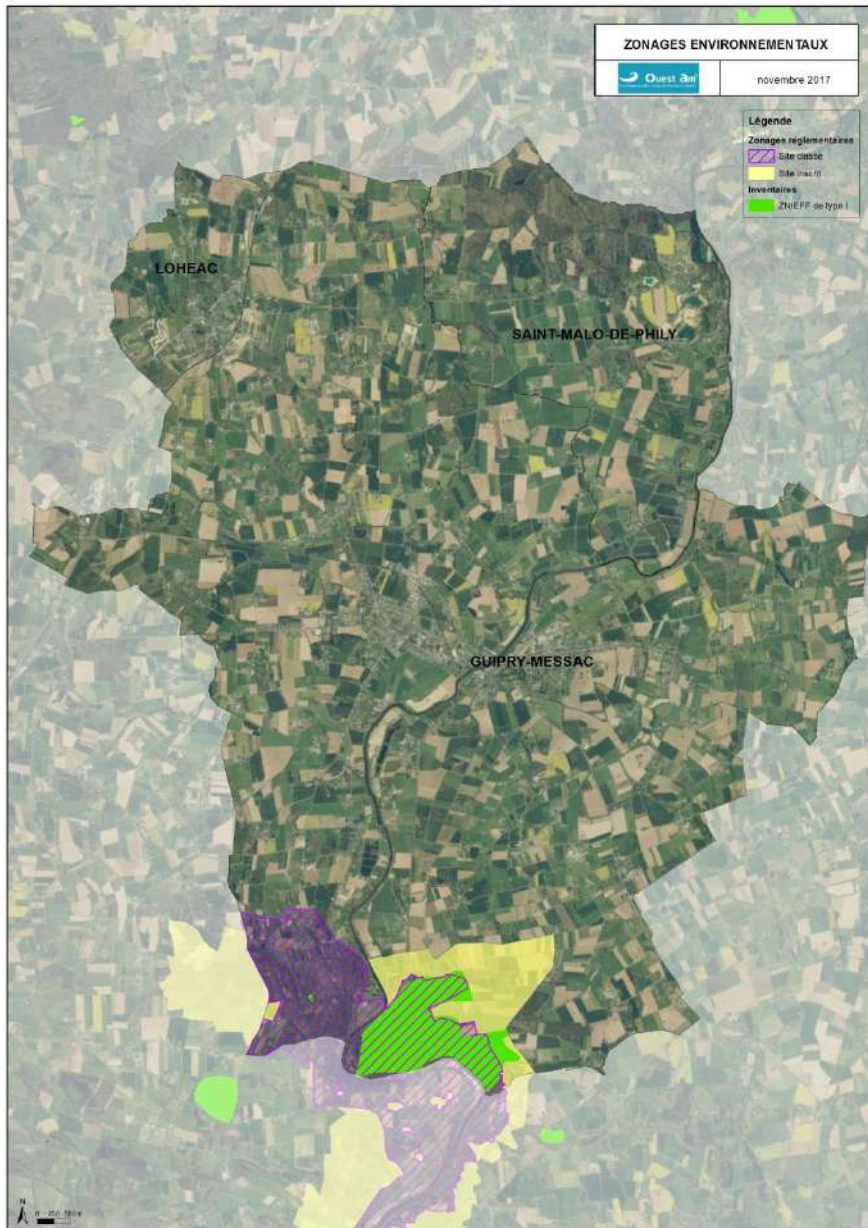 ZONAGES ENVIRONNEMENTAUX
Ouest am'
novembre 2017
Légende
Zonages réglementaires
Site classé
Site inscrit
Inventaires
ZNIEFF de type I
LOHEAC
SAINT-MALO-DE-PHILY
GUIPRY-MESSAC
N
0